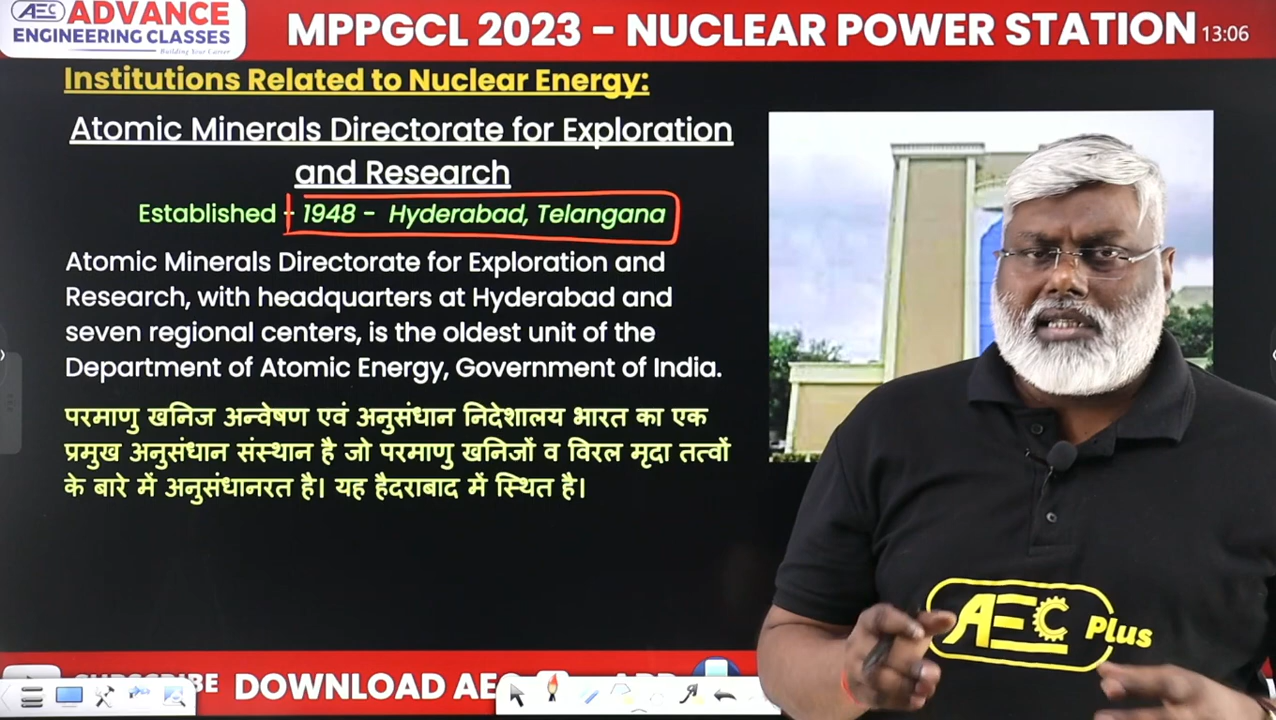 AEC ADVANCE
ENGINEERING CLASSES
Building Your Career
MPPGCL 2023 - NUCLEAR POWER STATION
13:06
Institutions Related to Nuclear Energy:
Atomic Minerals Directorate for Exploration
and Research
Established - 1948 - Hyderabad, Telangana
Atomic Minerals Directorate for Exploration and
Research, with headquarters at Hyderabad and
seven regional centers, is the oldest unit of the
Department of Atomic Energy, Government of India.
परमाणु खनिज अन्वेषण एवं अनुसंधान निदेशालय भारत का एक
प्रमुख अनुसंधान संस्थान है जो परमाणु खनिजों व विरल मृदा तत्वों
के बारे में अनुसंधानरत है। यह हैदराबाद में स्थित है।
AEC Plus
DOWNLOAD AEC